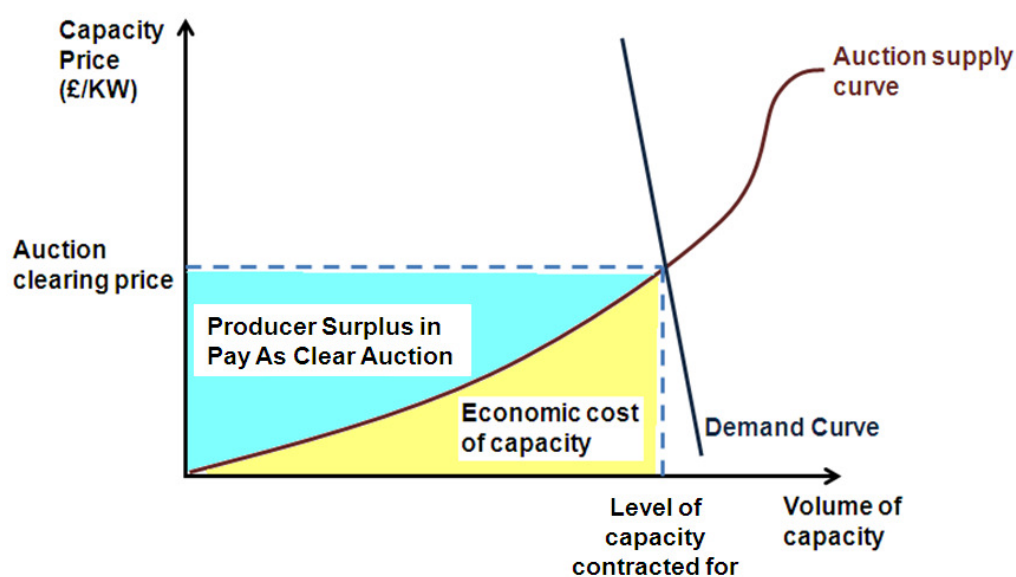 Capacity
Price
(£/KW)
Auction supply
curve
Auction
clearing price
Producer Surplus in
Pay As Clear Auction
Economic cost
of capacity
Demand Curve
Level of
capacity
contracted for
Volume of
capacity